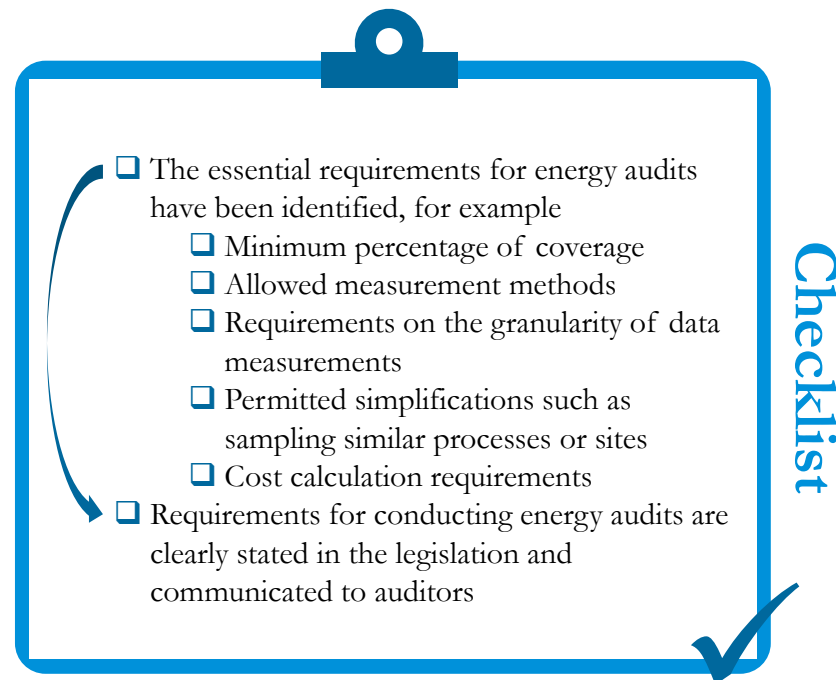 The essential requirements for energy audits
have been identified, for example
Minimum percentage of coverage
Allowed measurement methods
Requirements on the granularity of data
measurements
Permitted simplifications such as
sampling similar processes or sites
Cost calculation requirements
Requirements for conducting energy audits are
clearly stated in the legislation and
communicated to auditors
Checklist